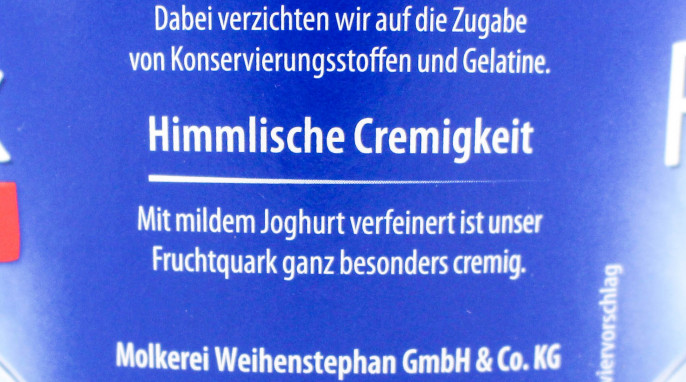 Dabei verzichten wir auf die Zugabe
von Konservierungsstoffen und Gelatine.
Himmlische Cremigkeit
Mit mildem Joghurt verfeinert ist unser
Fruchtquark ganz besonders cremig.
Molkerei Weihenstephan GmbH & Co. KG